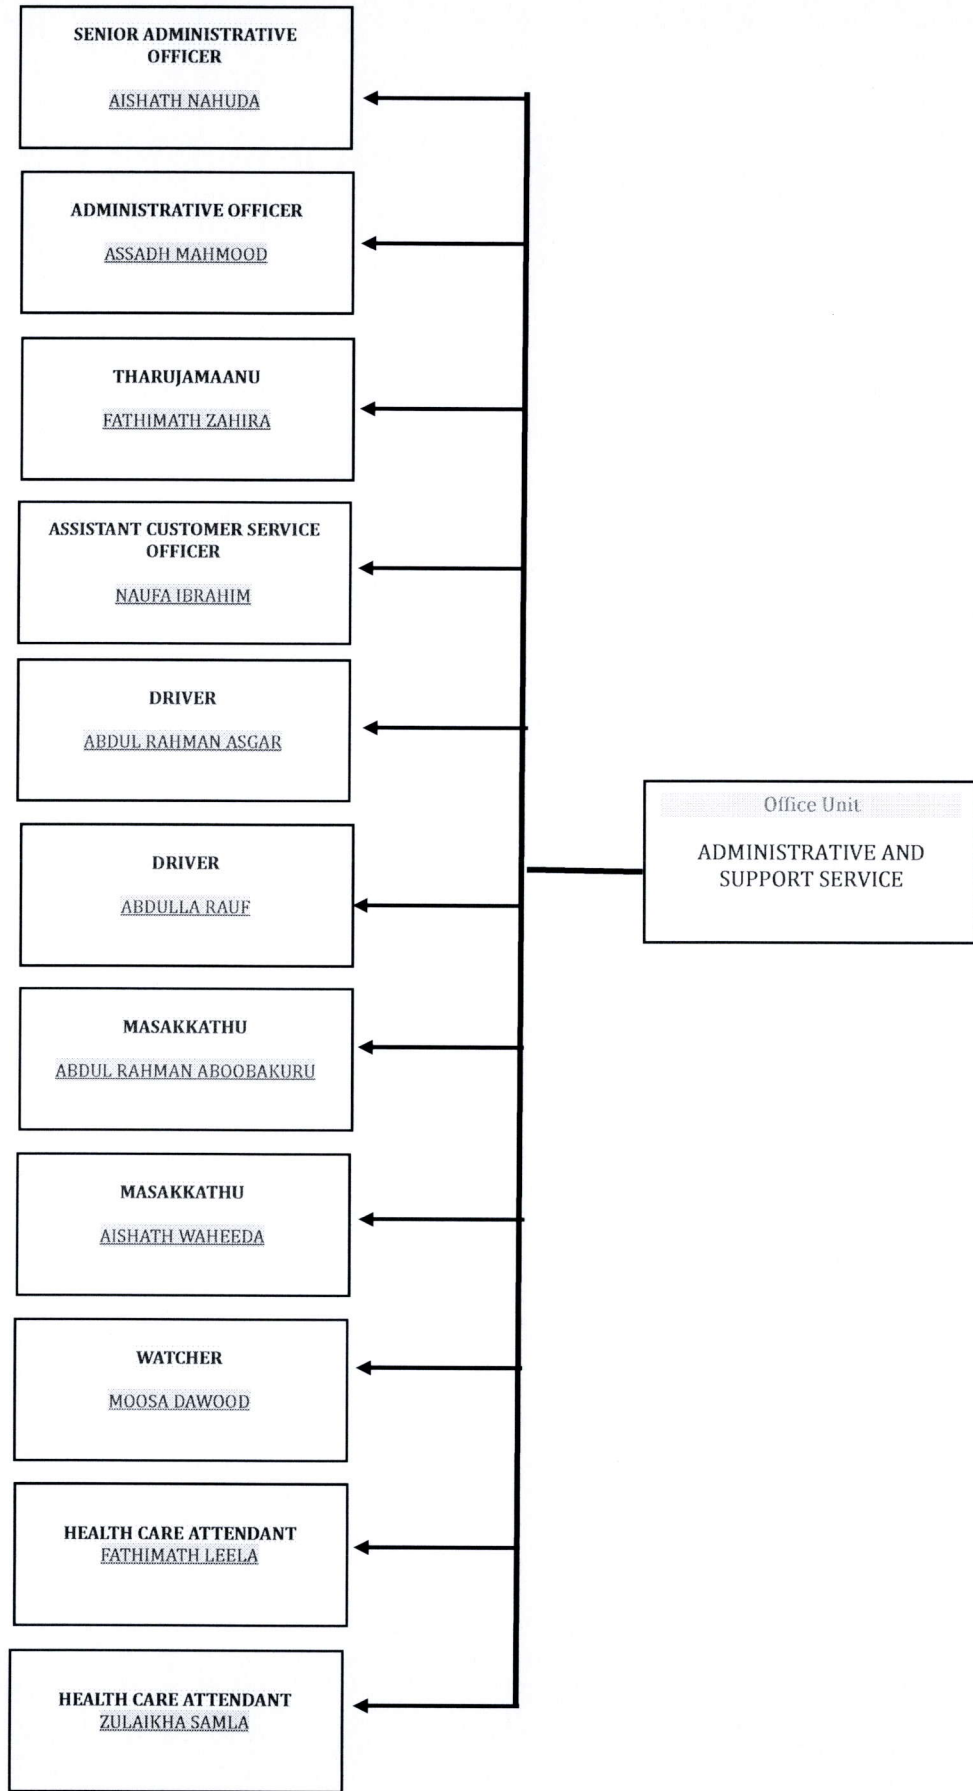 SENIOR ADMINISTRATIVE
OFFICER
AISHATH NAHUDA
ADMINISTRATIVE OFFICER
ASSADH MAHMOOD
THARUJAMAANU
FATHIMATH ZAHIRA
ASSISTANT CUSTOMER SERVICE
OFFICER
NAUFA IBRAHIM
DRIVER
ABDUL RAHMAN ASGAR
DRIVER
ABDULLA RAUF
MASAKKATHU
ABDUL RAHMAN ABOOBAKURU
MASAKKATHU
AISHATH WAHEEDA
WATCHER
MOOSA DAWOOD
HEALTH CARE ATTENDANT
FATHIMATH LEELA
HEALTH CARE ATTENDANT
ZULAIKHA SAMLA
Office Unit
ADMINISTRATIVE AND
SUPPORT SERVICE